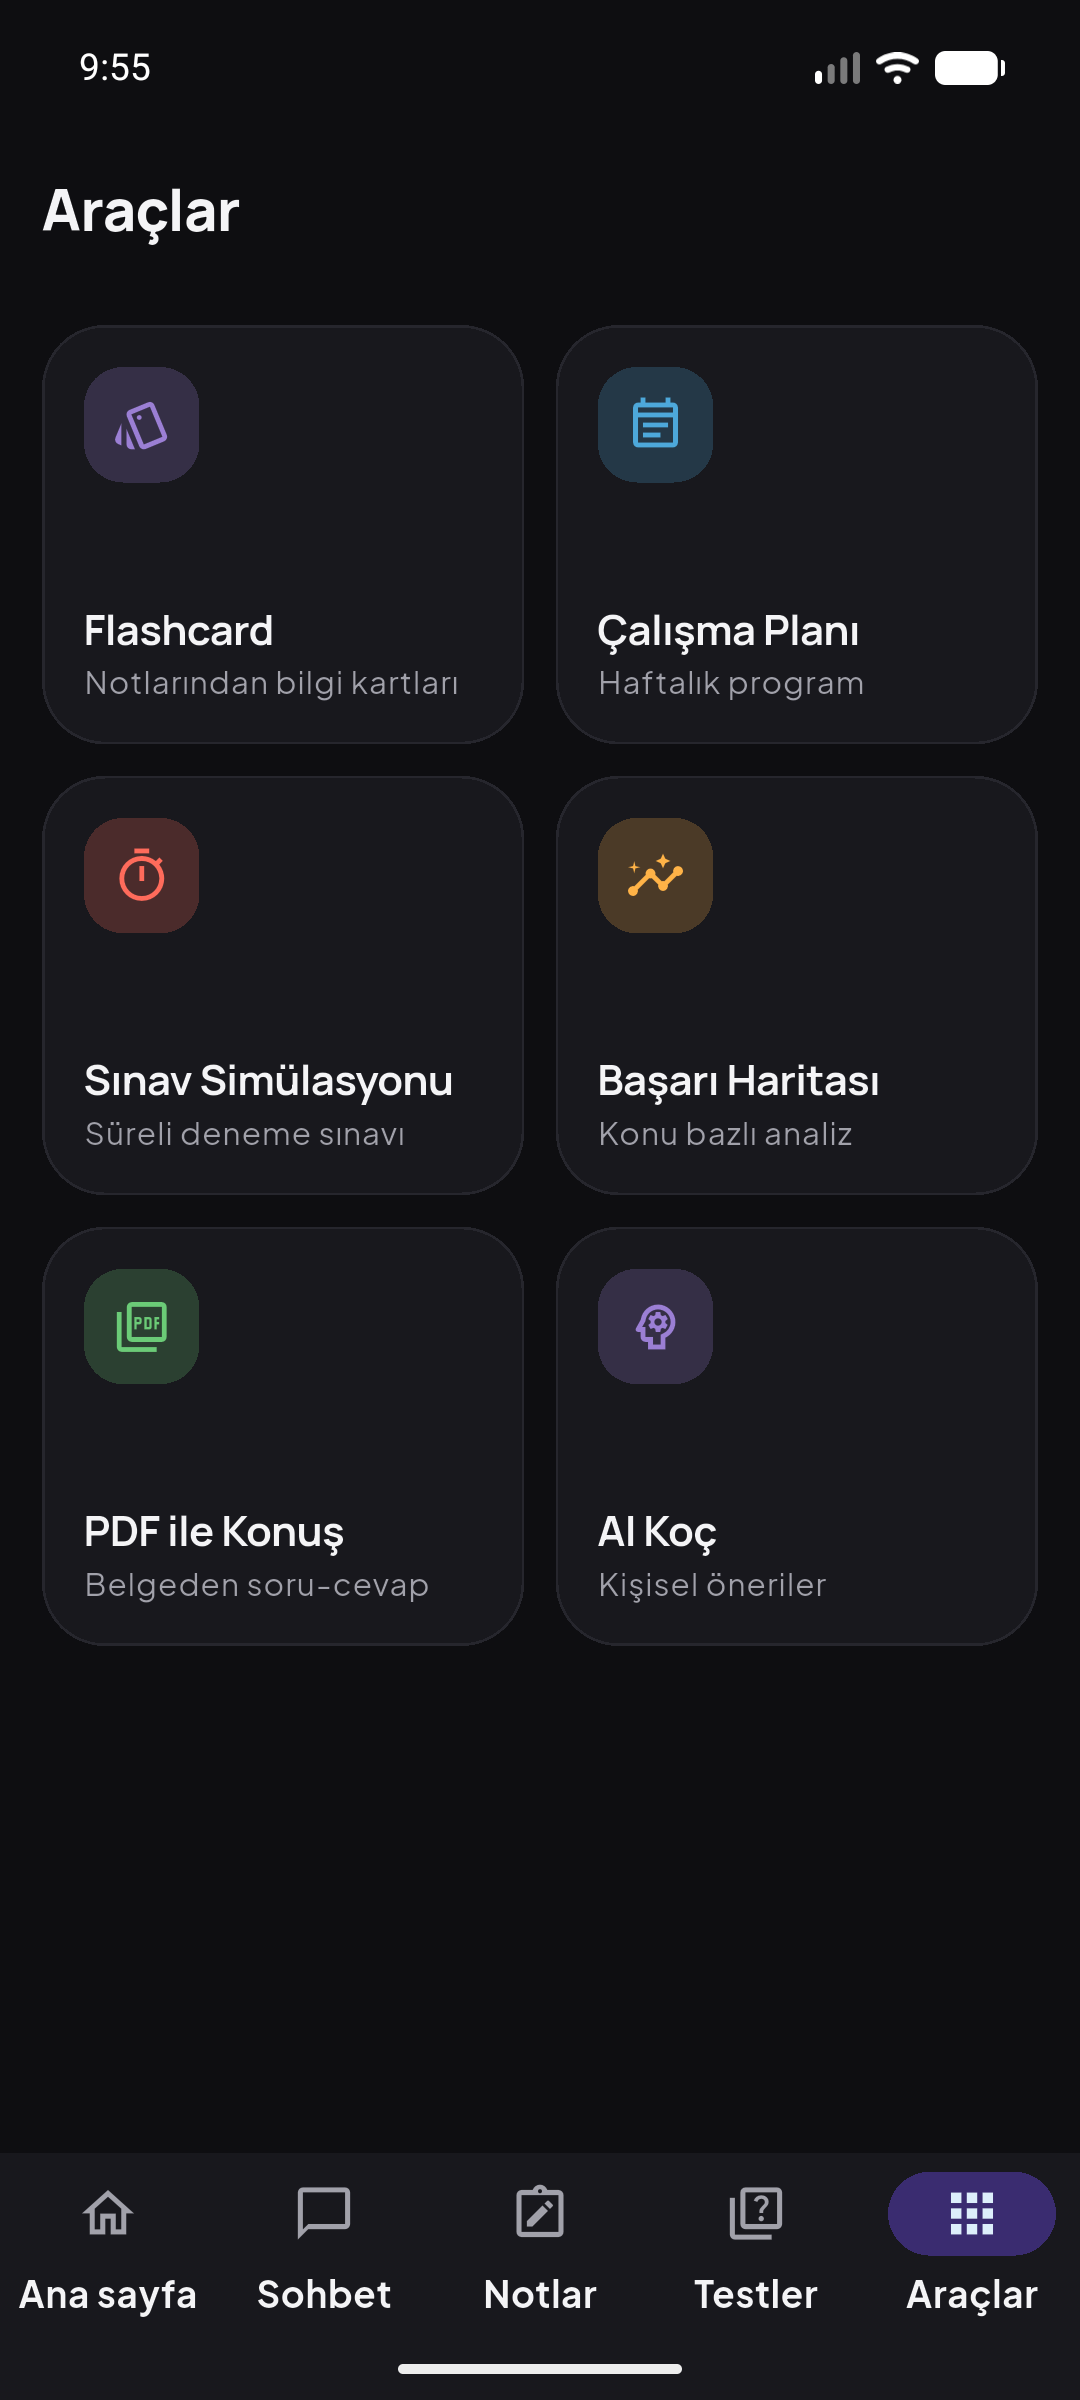 9:55
Araçlar
Flashcard
Notlarından bilgi kartları
Çalışma Planı
Haftalık program
Sınav Simülasyonu
Süreli deneme sınavı
Başarı Haritası
Konu bazlı analiz
PDF
PDF ile Konuş
Belgeden soru-cevap
AI Koç
Kişisel öneriler
?
Ana sayfa
Sohbet
Notlar
Testler
Araçlar